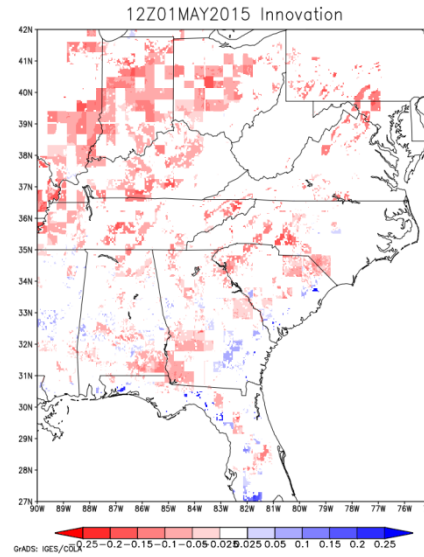 12Z01MAY2015 Innovation
42N
41N
40N
39N
38N
37N
36N
35N
34N
33N
32N
31N
30N
29N
28N
27N
90W 89W 88W 87W 86W 85W 84W 83W 82W 81W 80W 79W 78W 77W 76W
-0.25-0.2-0.15-0.1-0.05-0.025 0.025 0.05 0.1 0.15 0.2 0.25
GrADS: IGES/COLA